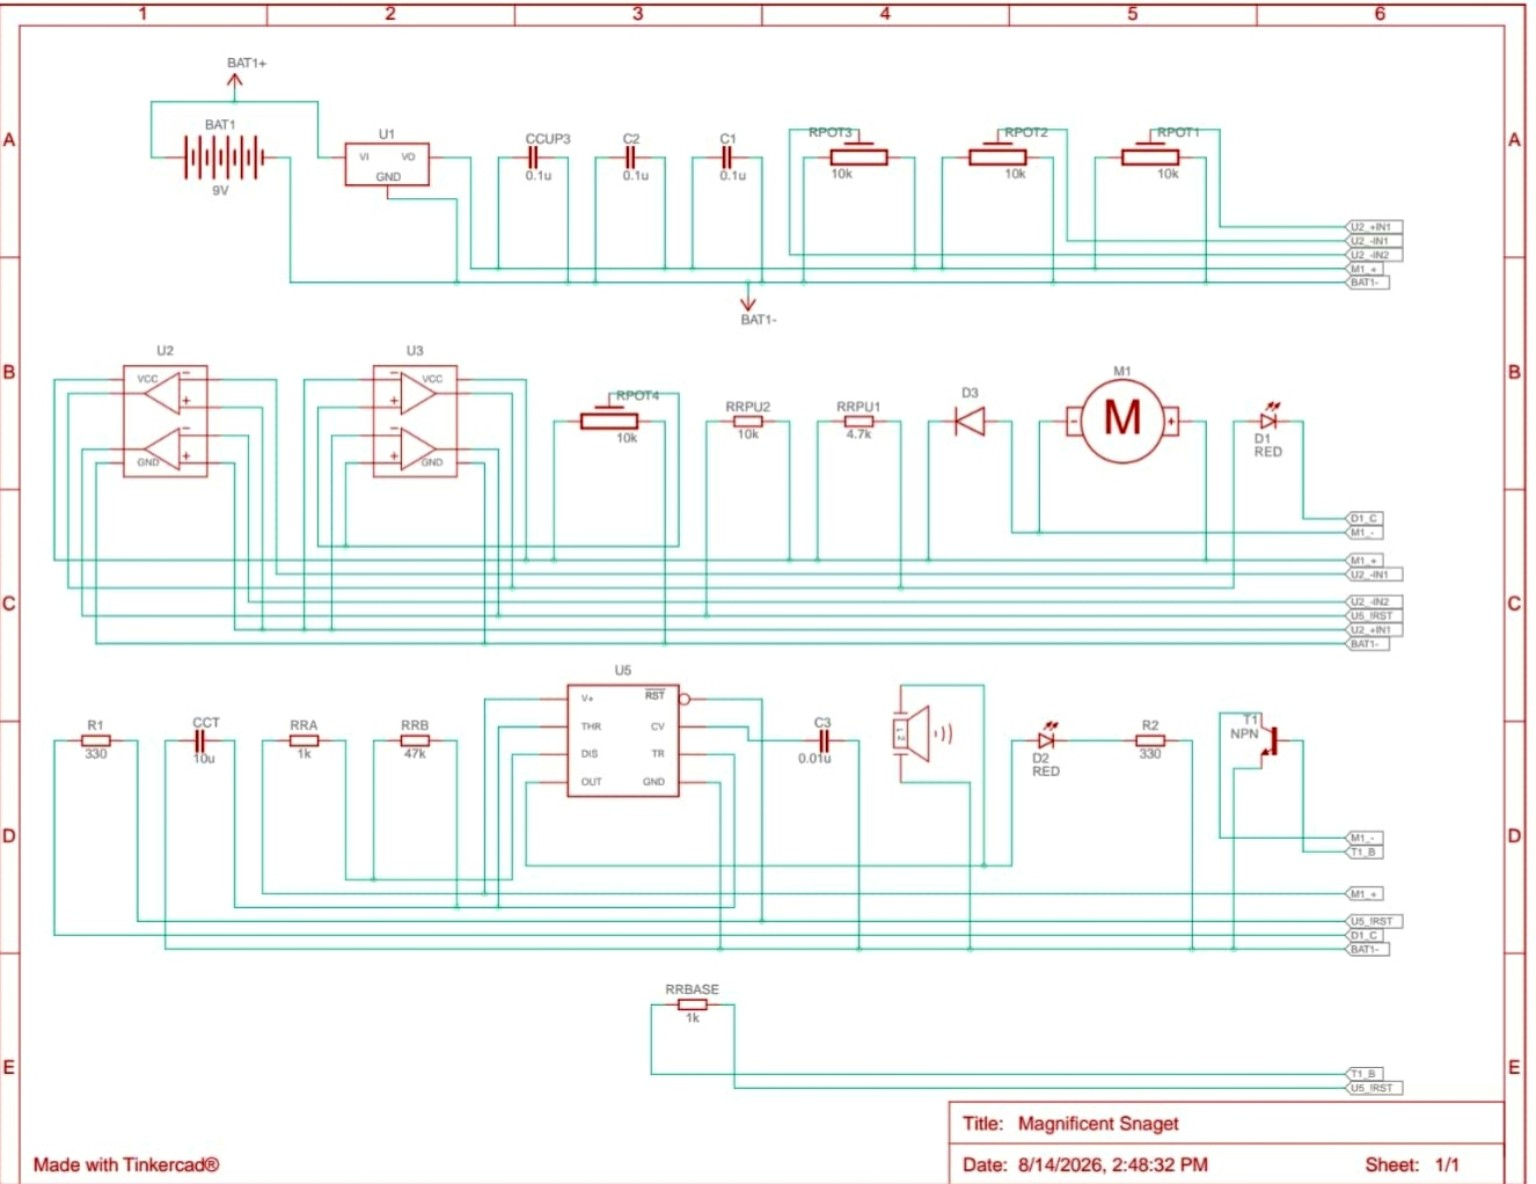 1 2 3 4 5 6
BAT1+
A A
BAT1 U1 CCUP3 C2 C1 RPOT3 RPOT2 RPOT1
VI VO
GND
9V 0.1u 0.1u 0.1u 10k 10k 10k
U2_+IN1
U2_-IN1
U2_-IN2
M1_+
BAT1-
BAT1-
B B
U2 U3 RPOT4 RRPU2 RRPU1 D3 M1
VCC - - VCC
+ +
- -
GND + + GND
10k 10k 4.7k - M + D1
RED
D1_C
M1_-
M1_+
U2_-IN1
C C
U2_-IN2
U5_!RST
U2_+IN1
BAT1-
U5
V+ RST
THR CV
DIS TR
OUT GND
R1 CCT RRA RRB C3 D2 R2 T1
330 10u 1k 47k 0.01u RED 330 NPN
D D
M1_-
T1_B
M1_+
U5_!RST
D1_C
BAT1-
RRBASE
1k
E E
T1_B
U5_!RST
Title: Magnificent Snaget
Made with Tinkercad®
Date: 8/14/2026, 2:48:32 PM Sheet: 1/1